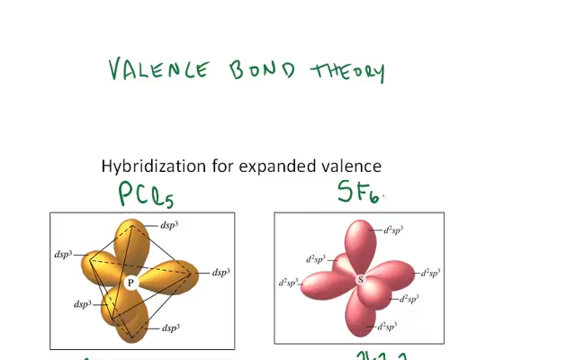 VALENCE BOND THEORY
Hybridization for expanded valence
PCl5 SF6
dsp³ d²sp³
dsp³ d²sp³
dsp³ d²sp³
P S
d²sp³
dsp³ d²sp³
dsp³ d²sp³